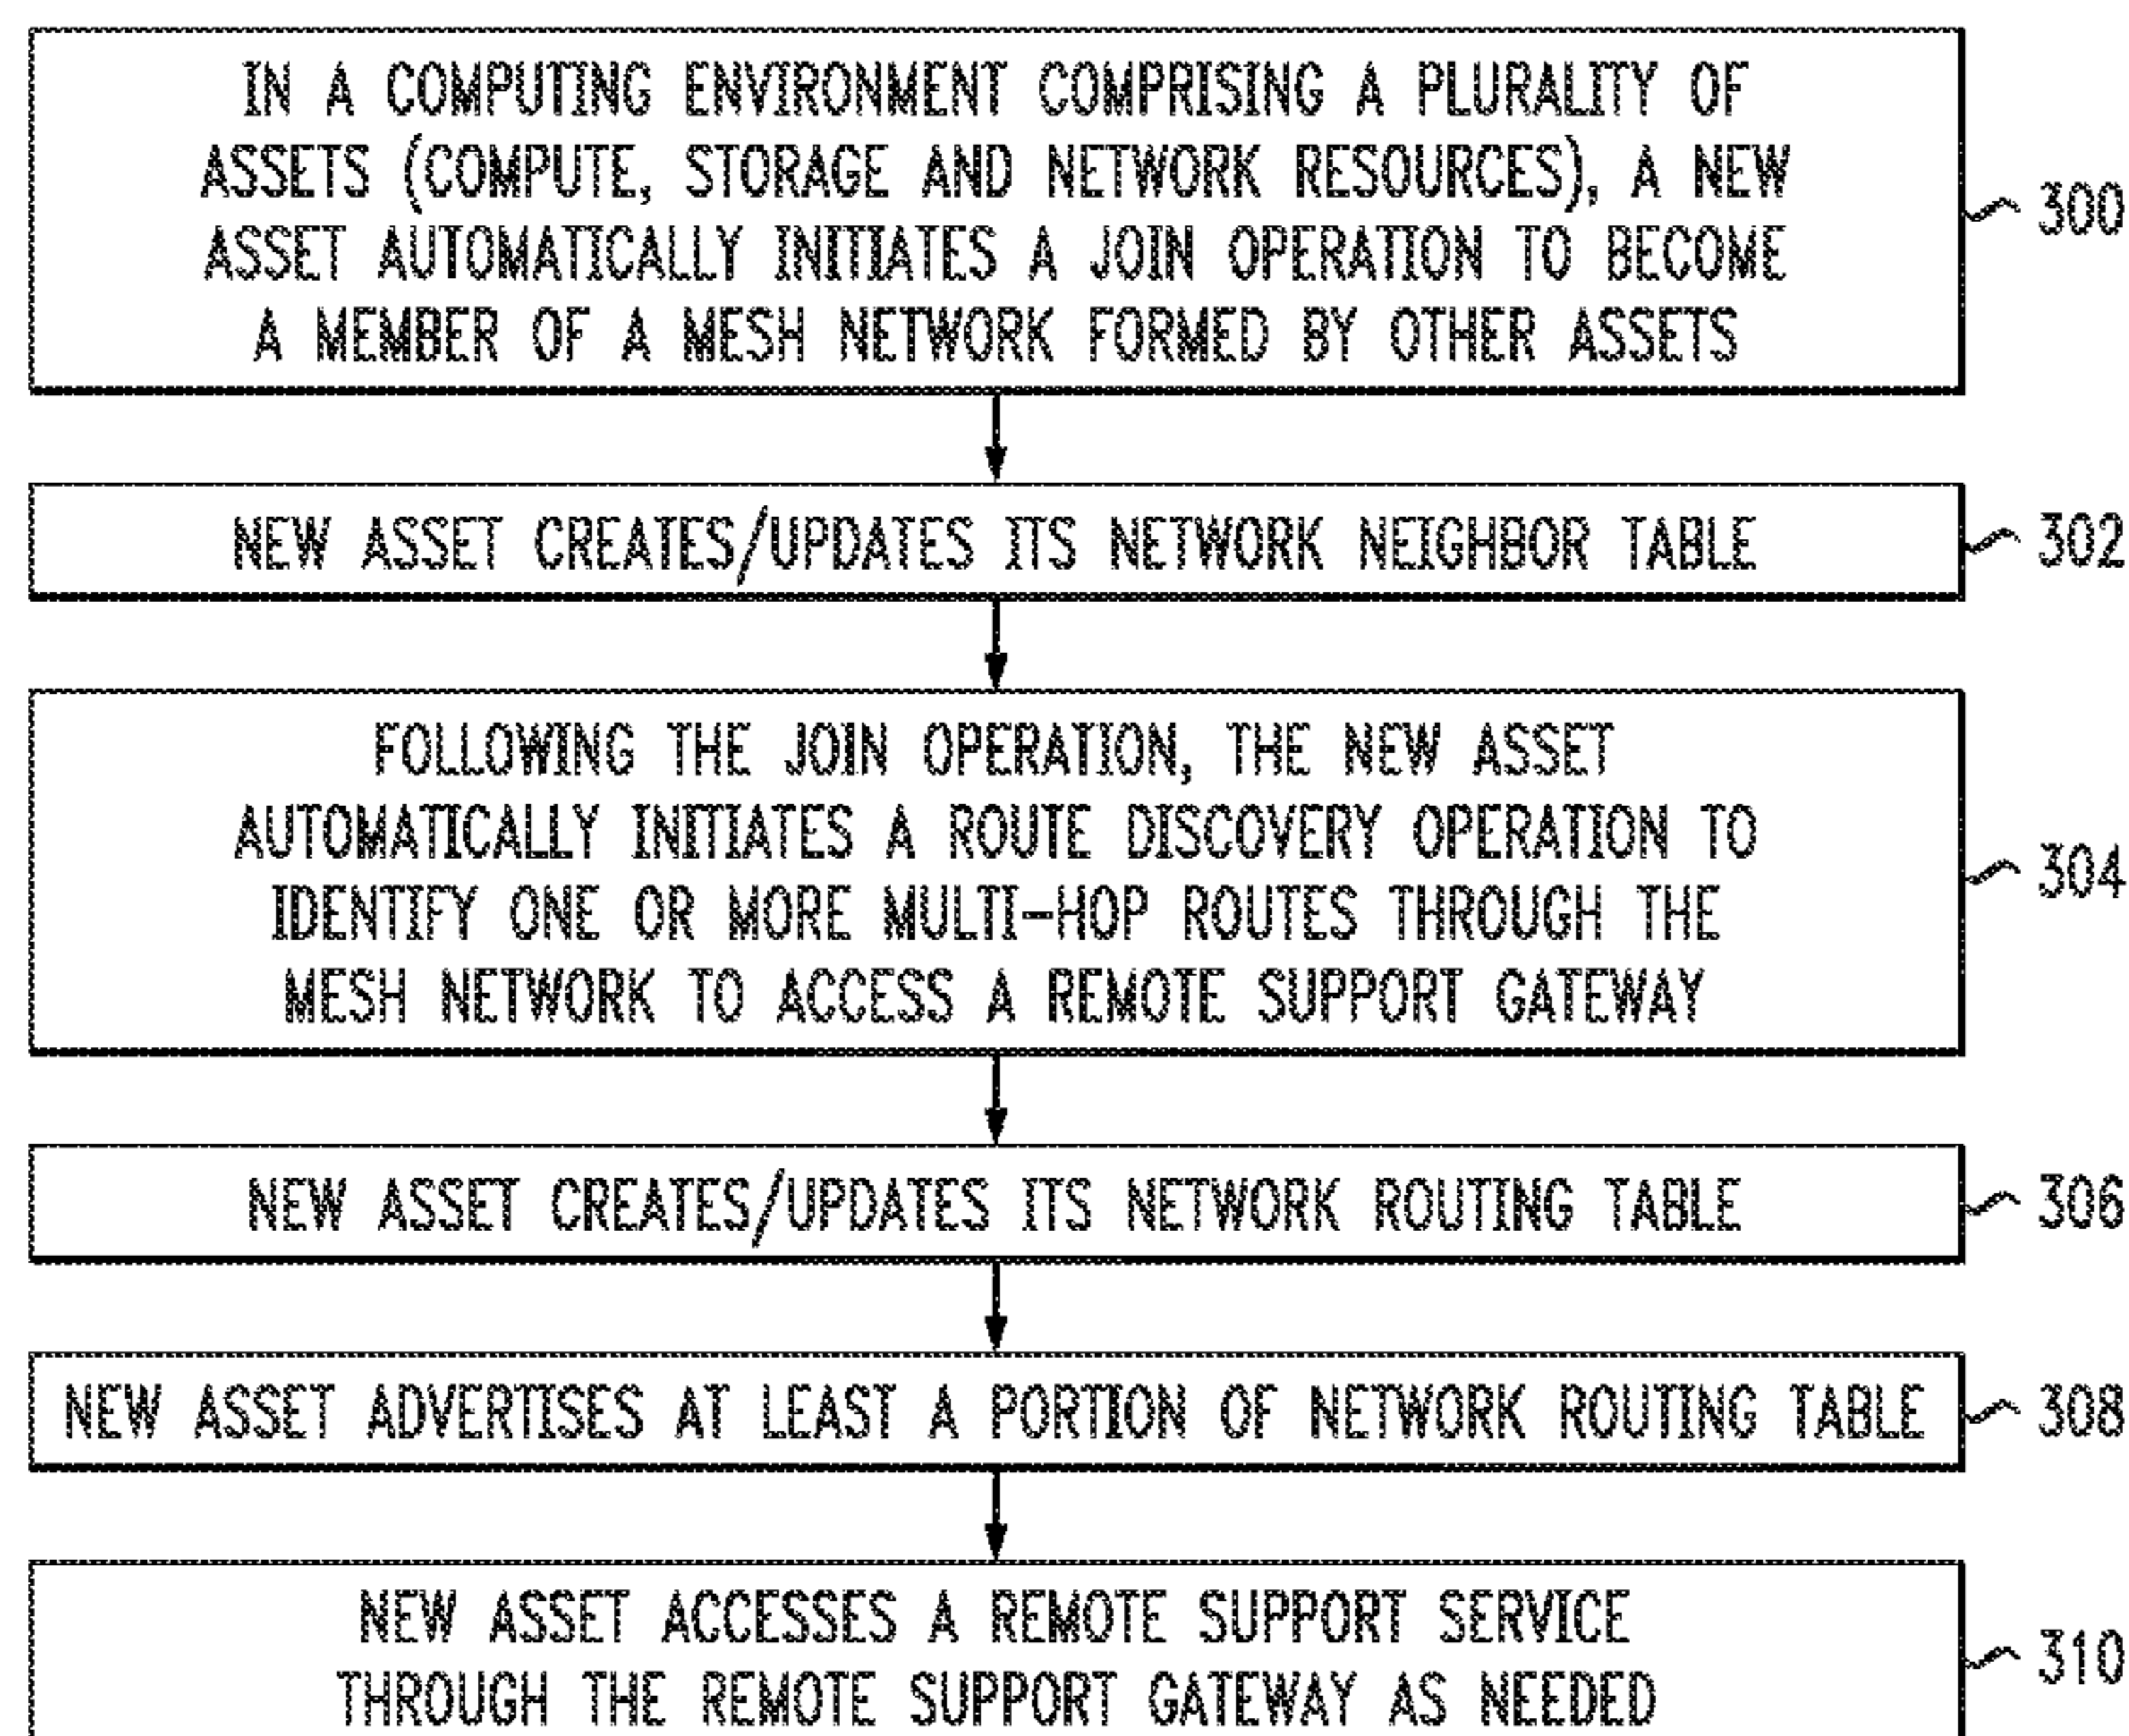 IN A COMPUTING ENVIRONMENT COMPRISING A PLURALITY OF
ASSETS (COMPUTE, STORAGE AND NETWORK RESOURCES), A NEW
ASSET AUTOMATICALLY INITIATES A JOIN OPERATION TO BECOME
A MEMBER OF A MESH NETWORK FORMED BY OTHER ASSETS
300
NEW ASSET CREATES/UPDATES ITS NETWORK NEIGHBOR TABLE
302
FOLLOWING THE JOIN OPERATION, THE NEW ASSET
AUTOMATICALLY INITIATES A ROUTE DISCOVERY OPERATION TO
IDENTIFY ONE OR MORE MULTI-HOP ROUTES THROUGH THE
MESH NETWORK TO ACCESS A REMOTE SUPPORT GATEWAY
304
NEW ASSET CREATES/UPDATES ITS NETWORK ROUTING TABLE
306
NEW ASSET ADVERTISES AT LEAST A PORTION OF NETWORK ROUTING TABLE
308
NEW ASSET ACCESSES A REMOTE SUPPORT SERVICE
THROUGH THE REMOTE SUPPORT GATEWAY AS NEEDED
310